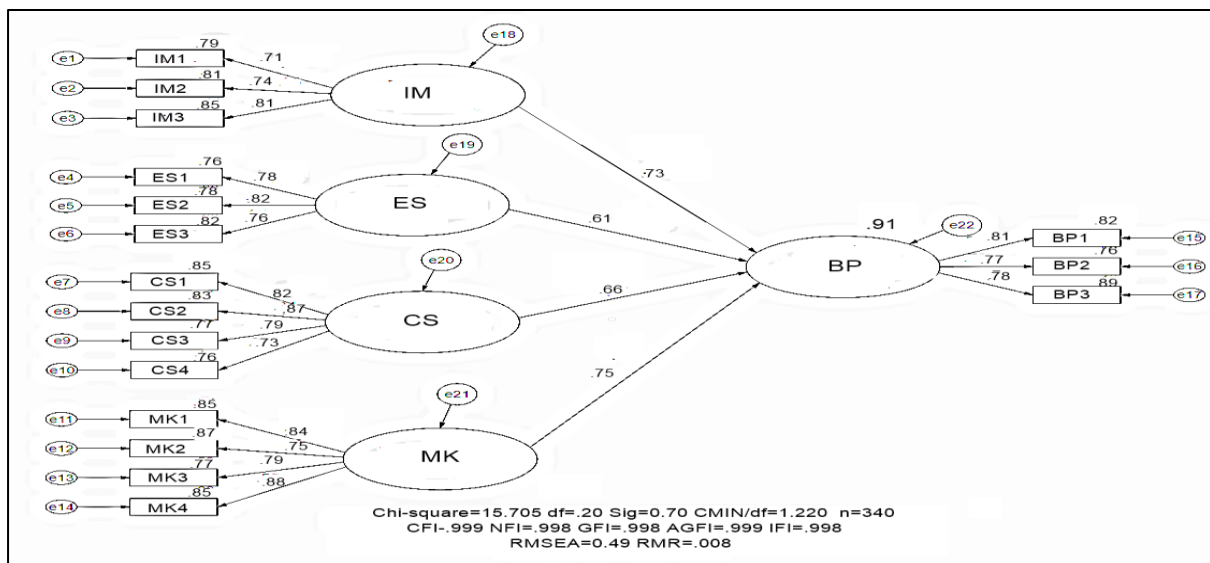 e1 .79 IM1 .71
e2 .81 IM2 .74
e3 .85 IM3 .81
e18
IM
.73
e4 .76 ES1 .78
e5 .78 ES2 .82
e6 .82 ES3 .76
e19
ES
.61
e7 .85 CS1 .82
e8 .83 CS2 .87
e9 .77 CS3 .79
e10 .76 CS4 .73
e20
CS
.66
e11 .85 MK1 .84
e12 .87 MK2 .75
e13 .77 MK3 .79
e14 .85 MK4 .88
e21
MK
.75
.91
e22
BP
.81 .82 BP1 e15
.77 .76 BP2 e16
.78 .89 BP3 e17
Chi-square=15.705 df=.20 Sig=0.70 CMIN/df=1.220 n=340
CFI-.999 NFI=.998 GFI=.998 AGFI=.999 IFI=.998
RMSEA=0.49 RMR=.008